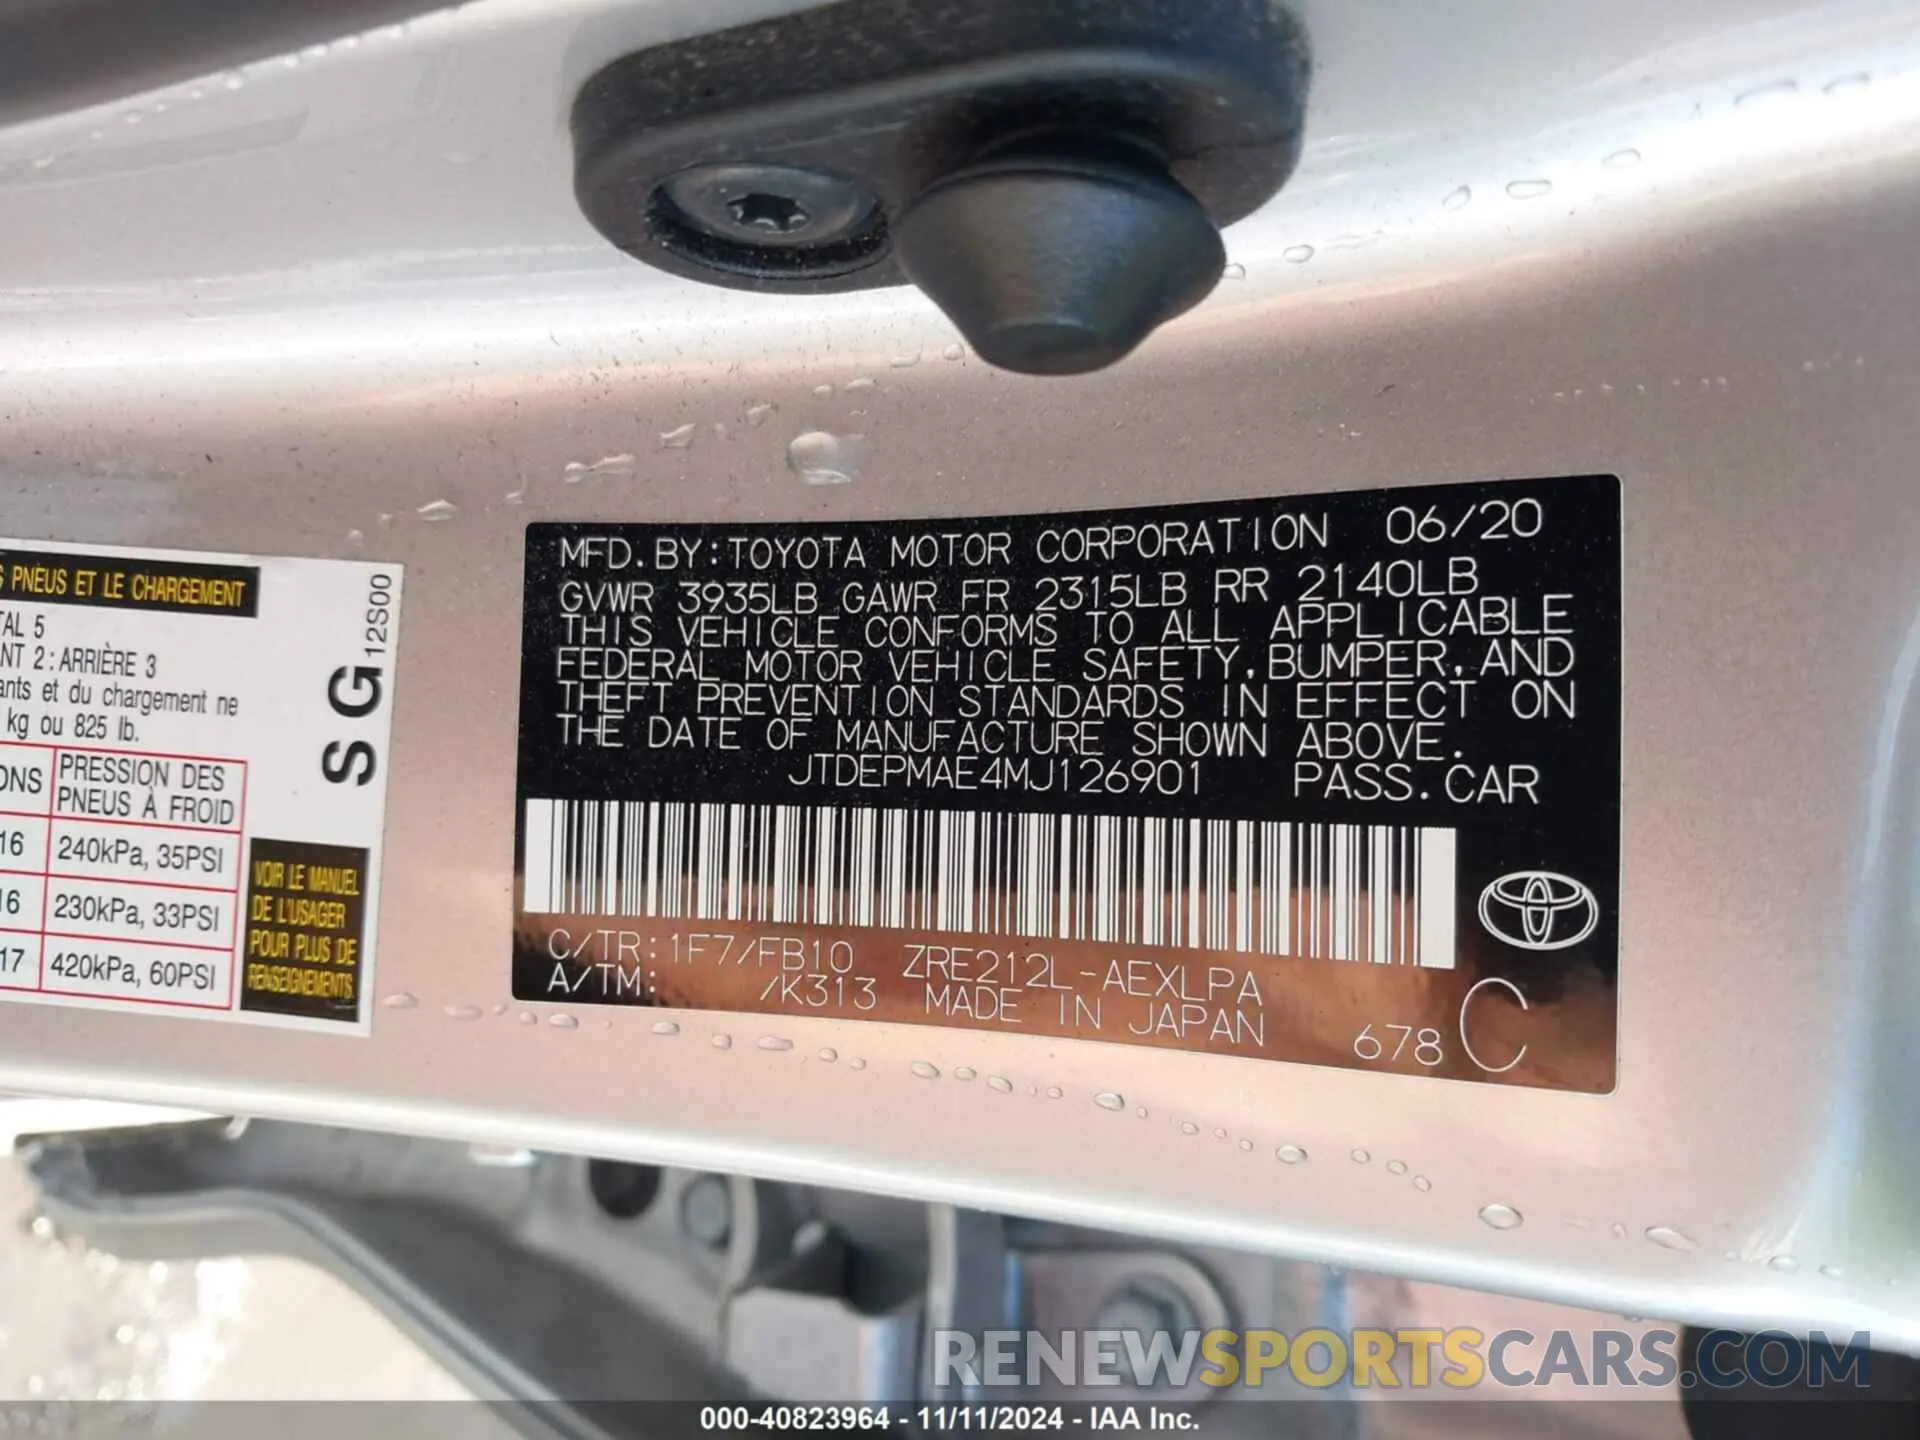 S PNEUS ET LE CHARGEMENT
TAL 5
NT 2 : ARRIÈRE 3
ants et du chargement ne
kg ou 825 lb.
ONS PRESSION DES PNEUS À FROID
16 240kPa, 35PSI
16 230kPa, 33PSI
17 420kPa, 60PSI
SG 12S00
VOIR LE MANUEL
DE L'USAGER
POUR PLUS DE
RENSEIGNEMENTS
MFD. BY: TOYOTA MOTOR CORPORATION 06/20
GVWR 3935LB GAWR FR 2315LB RR 2140LB
THIS VEHICLE CONFORMS TO ALL APPLICABLE
FEDERAL MOTOR VEHICLE SAFETY, BUMPER, AND
THEFT PREVENTION STANDARDS IN EFFECT ON
THE DATE OF MANUFACTURE SHOWN ABOVE.
JTDEPMAE4MJ126901 PASS. CAR
C/TR: 1F7/FB10 ZRE212L-AEXLPA
A/TM: /K313 MADE IN JAPAN 678 C
RENEWSPORTSCARS.COM
000-40823964 - 11/11/2024 - IAA Inc.